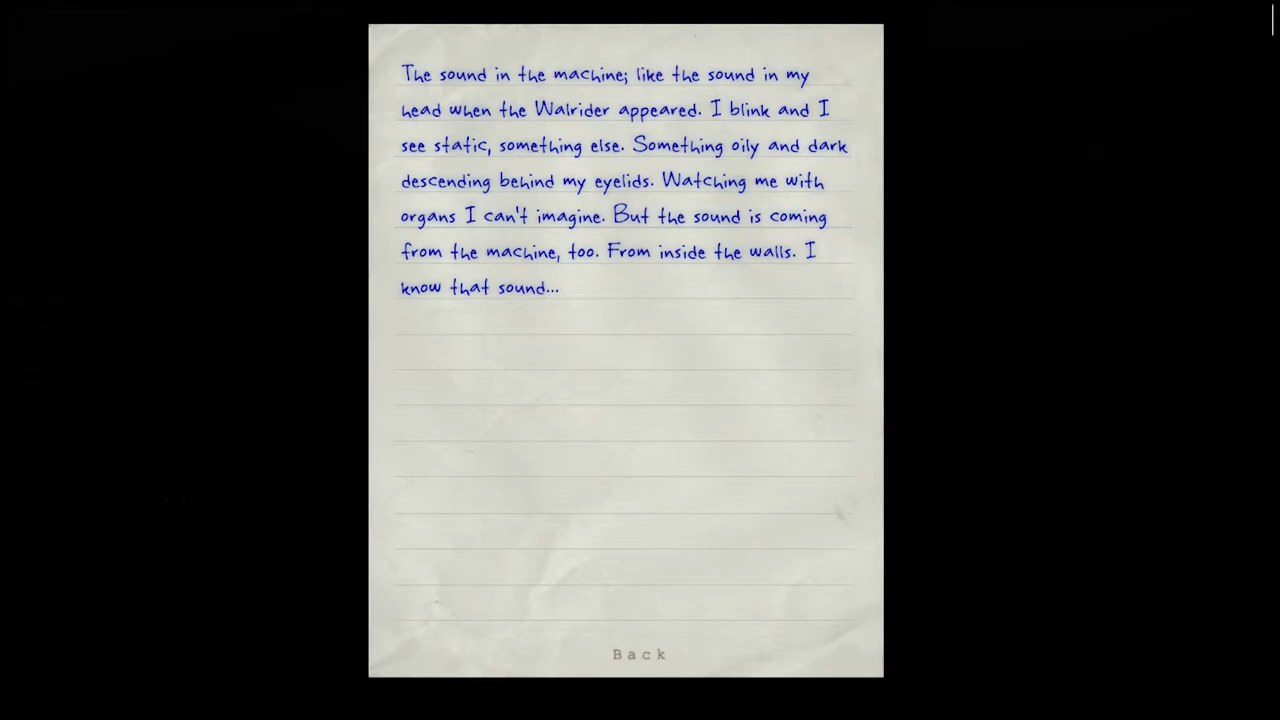 The sound in the machine; like the sound in my
head when the Walrider appeared. I blink and I
see static, something else. Something oily and dark
descending behind my eyelids. Watching me with
organs I can't imagine. But the sound is coming
from the machine, too. From inside the walls. I
know that sound...
Back